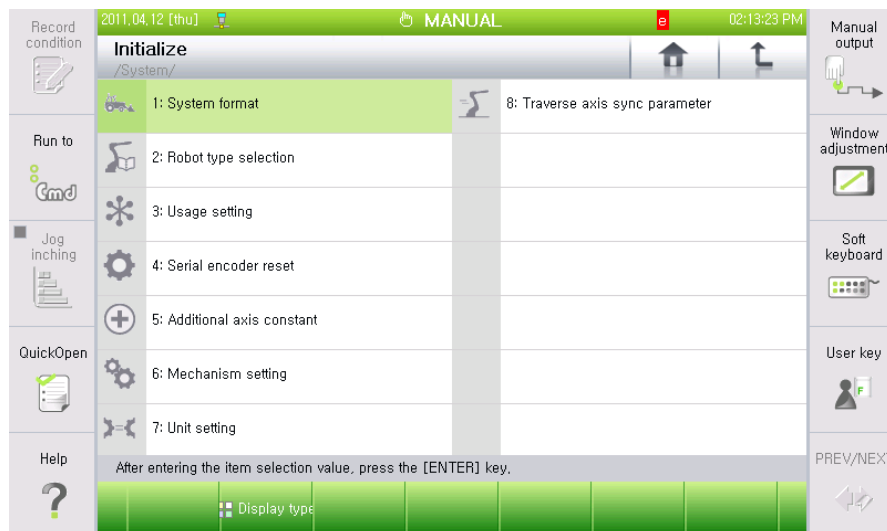 Record
condition
Run to
Cmd
Jog
inching
QuickOpen
Help
?
2011,04,12 [thu]
MANUAL
e
02:13:23 PM
Initialize
/System/
1: System format
2: Robot type selection
3: Usage setting
4: Serial encoder reset
5: Additional axis constant
6: Mechanism setting
7: Unit setting
8: Traverse axis sync parameter
After entering the item selection value, press the [ENTER] key,
Display type
Manual
output
Window
adjustment
Soft
keyboard
User key
F
PREV/NEX